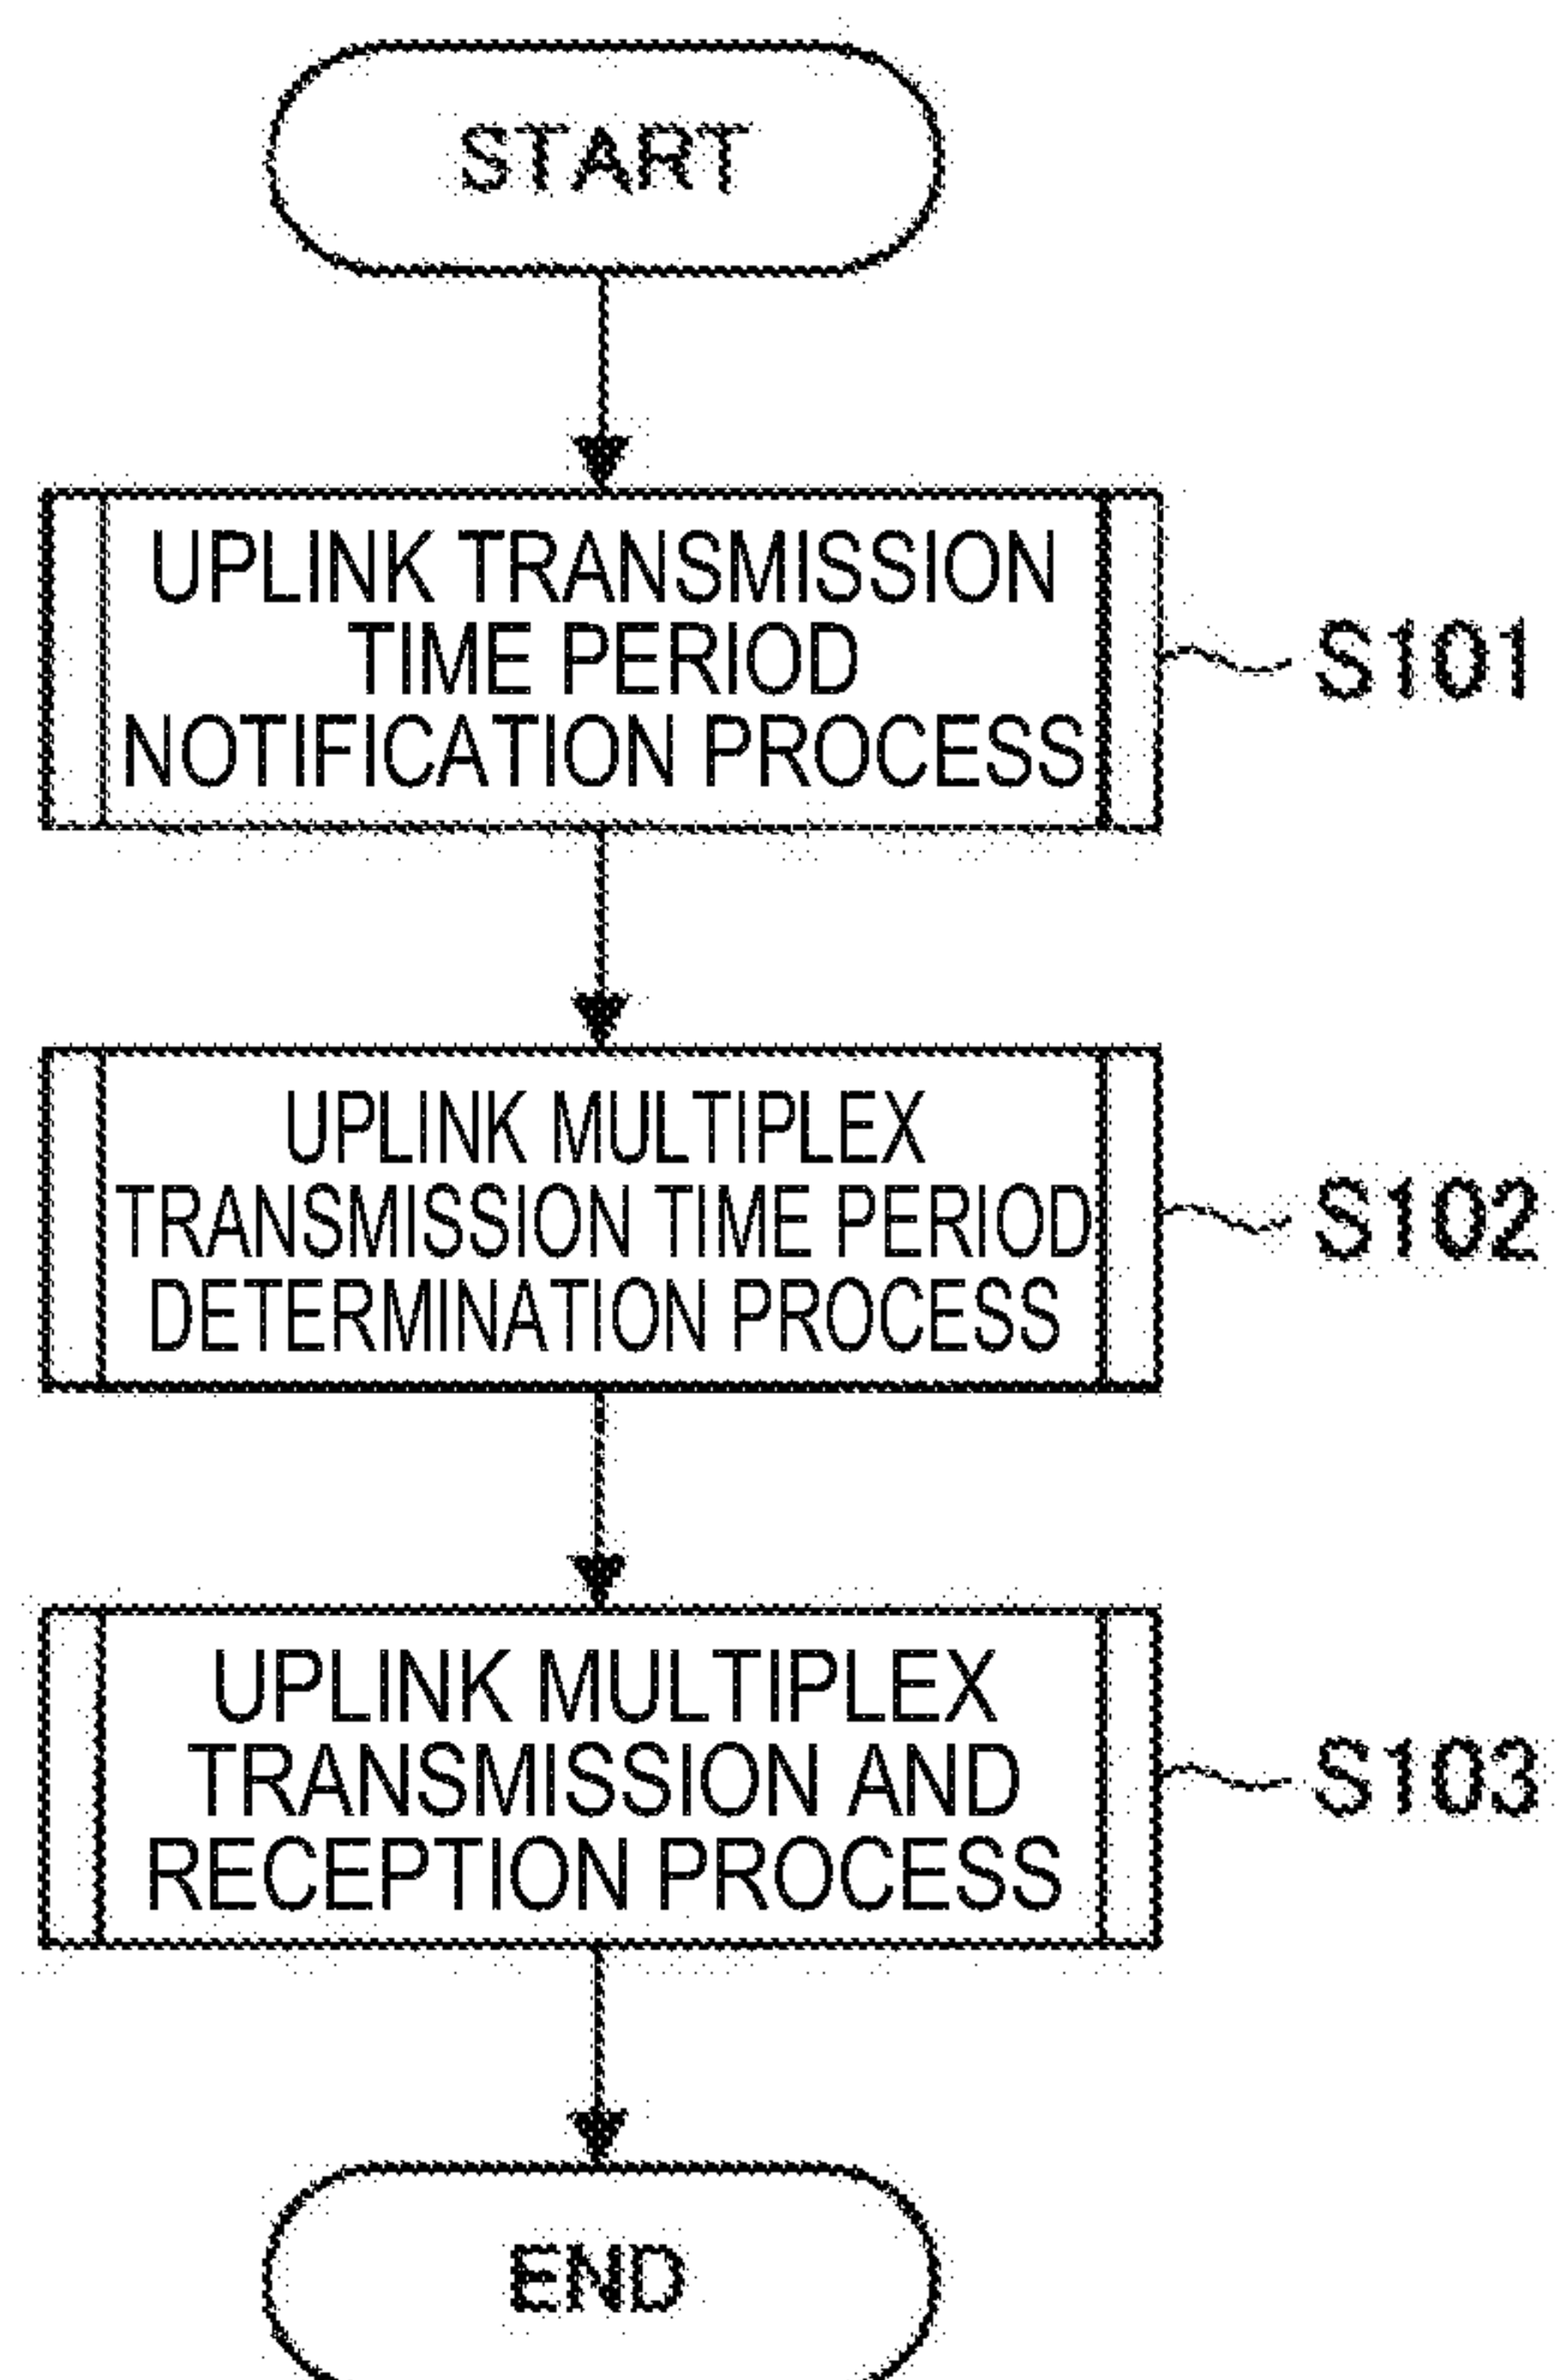 START
UPLINK TRANSMISSION
TIME PERIOD
NOTIFICATION PROCESS
S101
UPLINK MULTIPLEX
TRANSMISSION TIME PERIOD
DETERMINATION PROCESS
S102
UPLINK MULTIPLEX
TRANSMISSION AND
RECEPTION PROCESS
S103
END